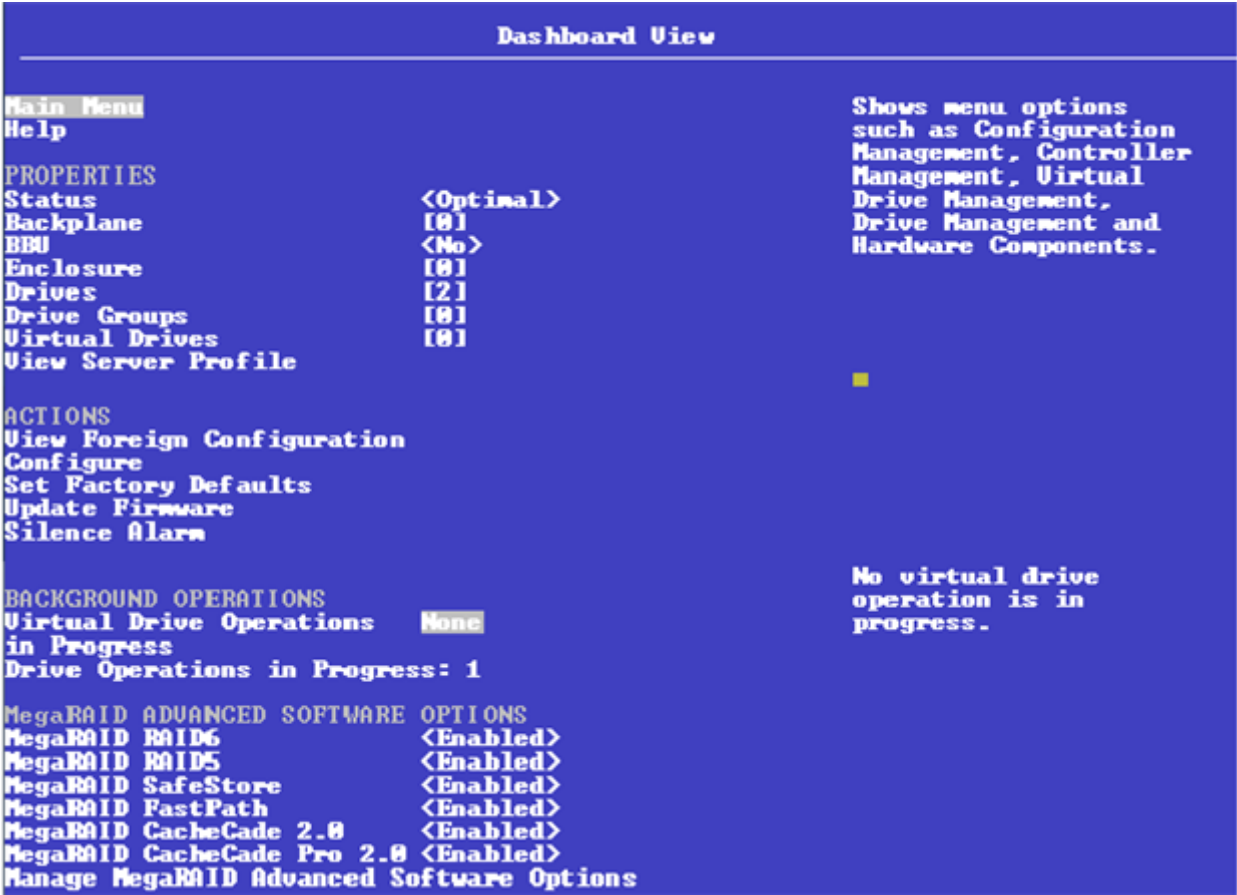 Dashboard View
Main Menu
Help
PROPERTIES
Status <Optimal>
Backplane [0]
BBU <No>
Enclosure [0]
Drives [2]
Drive Groups [0]
Virtual Drives [0]
View Server Profile
ACTIONS
View Foreign Configuration
Configure
Set Factory Defaults
Update Firmware
Silence Alarm
BACKGROUND OPERATIONS
Virtual Drive Operations None
in Progress
Drive Operations in Progress: 1
MegaRAID ADVANCED SOFTWARE OPTIONS
MegaRAID RAID6 <Enabled>
MegaRAID RAID5 <Enabled>
MegaRAID SafeStore <Enabled>
MegaRAID FastPath <Enabled>
MegaRAID CacheCade 2.0 <Enabled>
MegaRAID CacheCade Pro 2.0 <Enabled>
Manage MegaRAID Advanced Software Options
Shows menu options
such as Configuration
Management, Controller
Management, Virtual
Drive Management,
Drive Management and
Hardware Components.
No virtual drive
operation is in
progress.